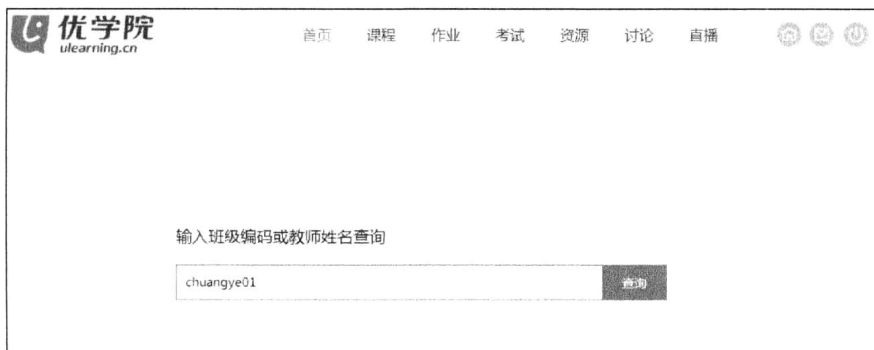 优学院
ulearning.cn
首页 课程 作业 考试 资源 讨论 直播
输入班级编码或教师姓名查询
chuangye01
查询